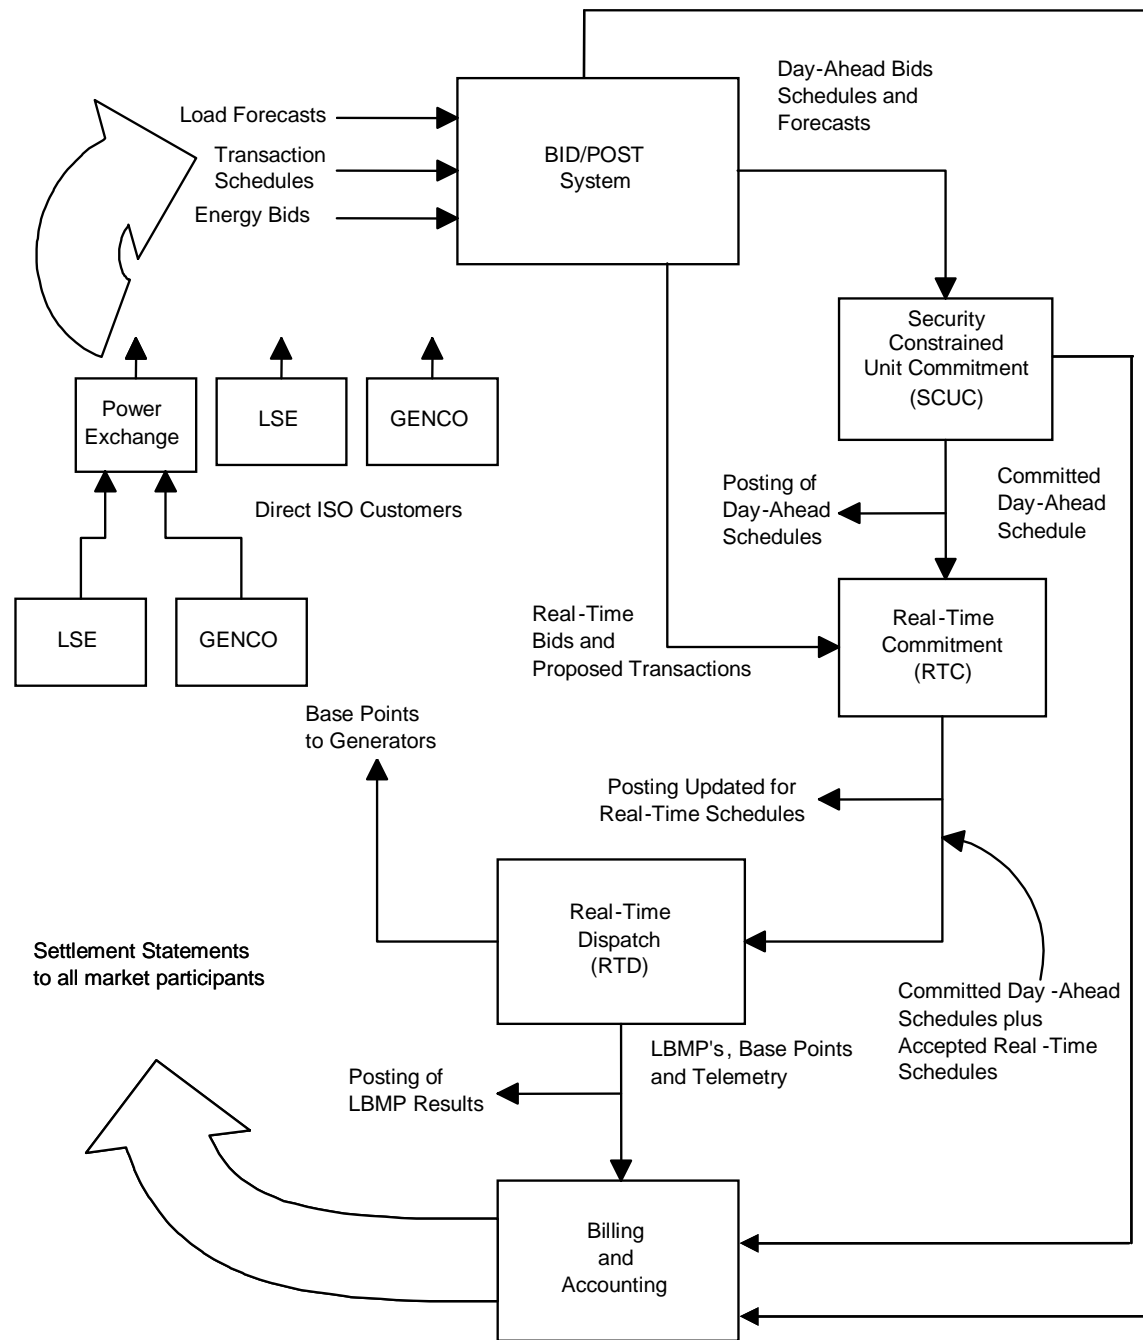 Day-Ahead Bids
Schedules and
Forecasts
Load Forecasts
Transaction
Schedules
Energy Bids
BID/POST
System
Security
Constrained
Unit Commitment
(SCUC)
Power
Exchange
LSE
GENCO
Direct ISO Customers
Posting of
Day-Ahead
Schedules
Committed
Day-Ahead
Schedule
LSE
GENCO
Real-Time
Bids and
Proposed Transactions
Real-Time
Commitment
(RTC)
Base Points
to Generators
Posting Updated for
Real-Time Schedules
Real-Time
Dispatch
(RTD)
Settlement Statements
to all market participants
Committed Day -Ahead
Schedules plus
Accepted Real -Time
Schedules
LBMP's, Base Points
and Telemetry
Posting of
LBMP Results
Billing
and
Accounting